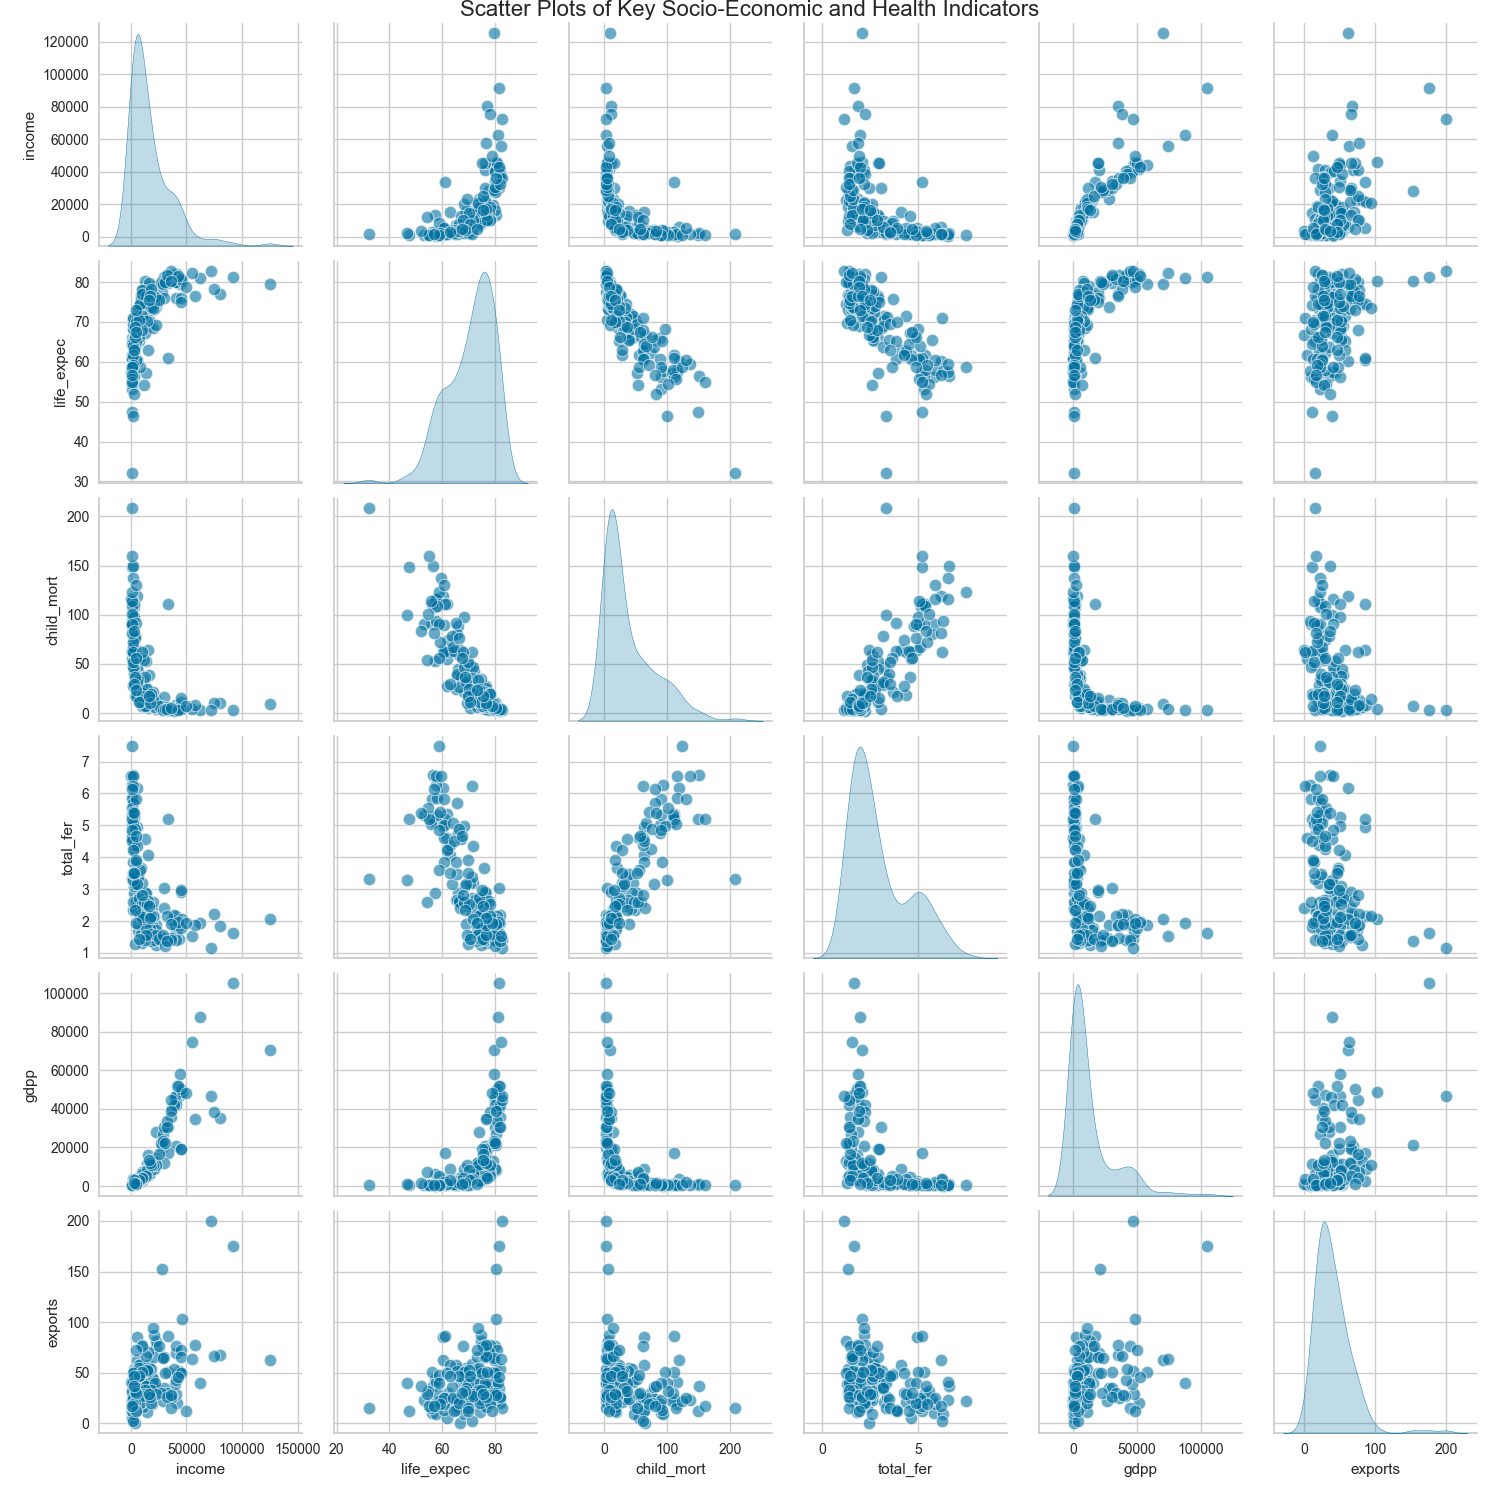 Scatter Plots of Key Socio-Economic and Health Indicators
120000
100000
80000
60000
40000
20000
0
income
80
70
60
50
40
30
life_expec
200
150
100
50
0
child_mort
7
6
5
4
3
2
1
total_fer
100000
80000
60000
40000
20000
0
gdpp
200
150
100
50
0
exports
0 50000 100000 150000
income
20 40 60 80
life_expec
0 100 200
child_mort
0 5
total_fer
0 50000 100000
gdpp
0 100 200
exports